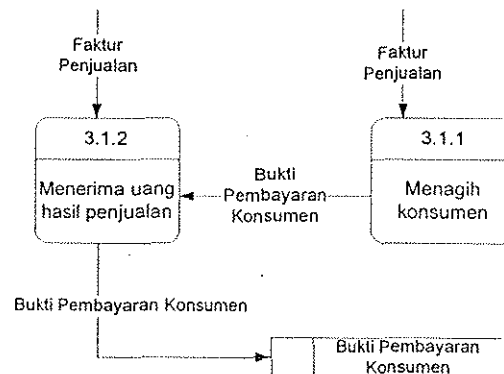 Faktur
Penjualan
Faktur
Penjualan
3.1.2
3.1.1
Menerima uang
hasil penjualan
Bukti
Pembayaran
Konsumen
Menagih
konsumen
Bukti Pembayaran Konsumen
Bukti Pembayaran
Konsumen